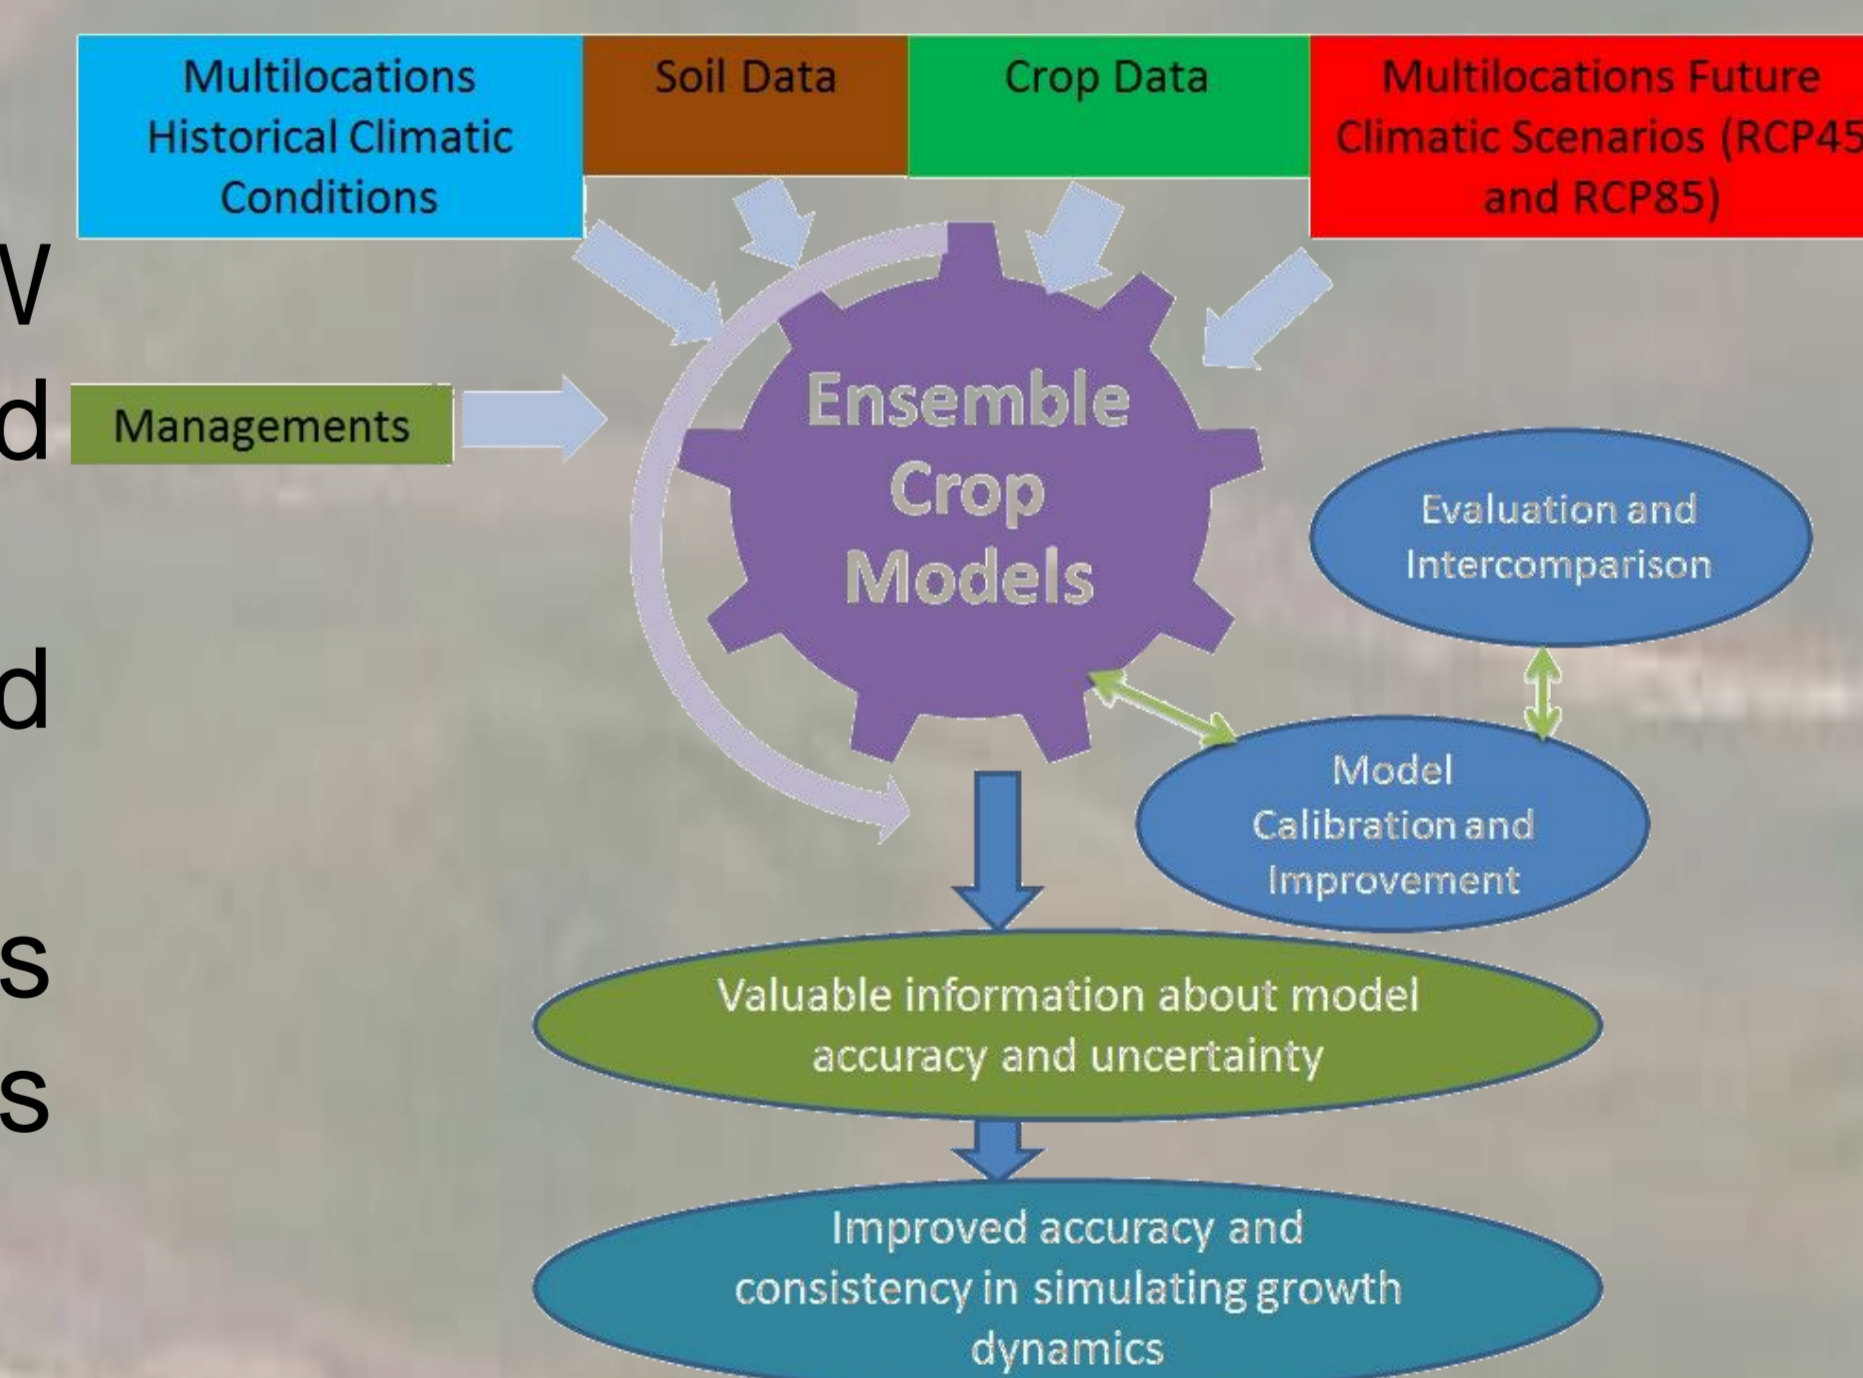 Multilocations
Historical Climatic
Conditions
Soil Data
Crop Data
Multilocations Future
Climatic Scenarios (RCP45
and RCP85)
W
d
d
s
s
Managements
Ensemble
Crop
Models
Evaluation and
Intercomparison
Model
Calibration and
Improvement
Valuable information about model
accuracy and uncertainty
Improved accuracy and
consistency in simulating growth
dynamics